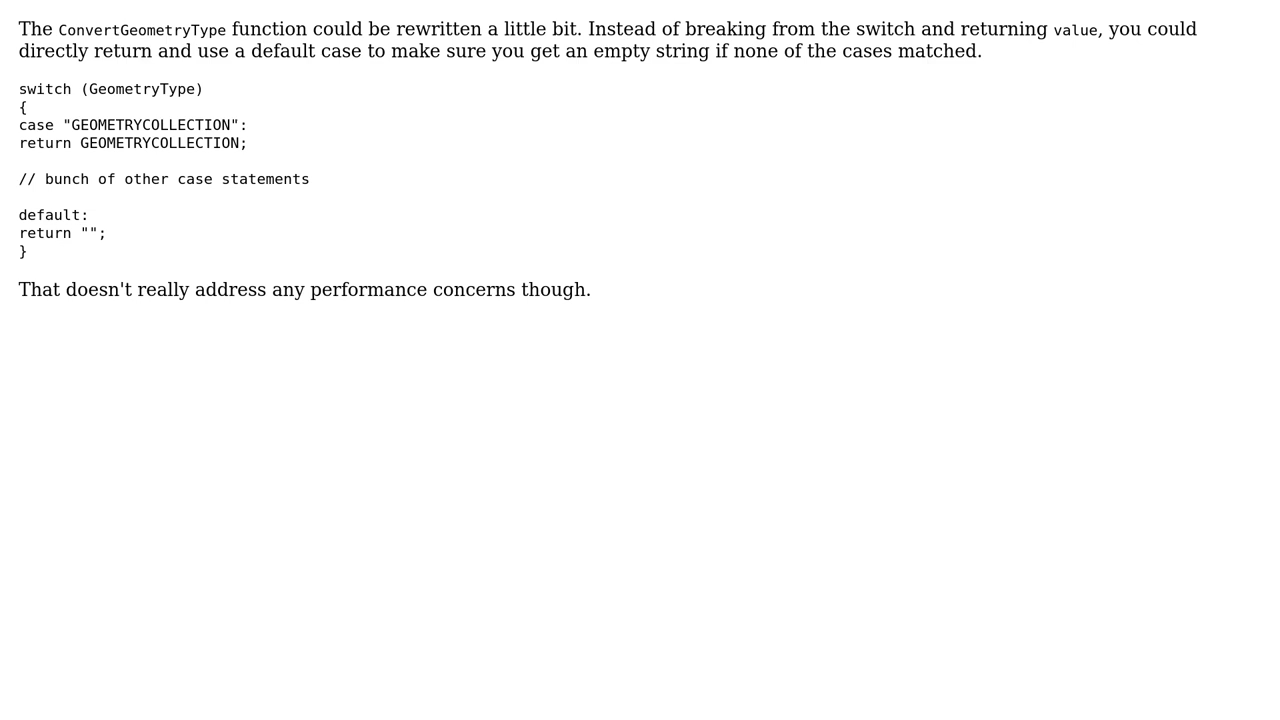 The ConvertGeometryType function could be rewritten a little bit. Instead of breaking from the switch and returning value, you could
directly return and use a default case to make sure you get an empty string if none of the cases matched.
switch (GeometryType)
{
case "GEOMETRYCOLLECTION":
return GEOMETRYCOLLECTION;
// bunch of other case statements
default:
return "";
}
That doesn't really address any performance concerns though.